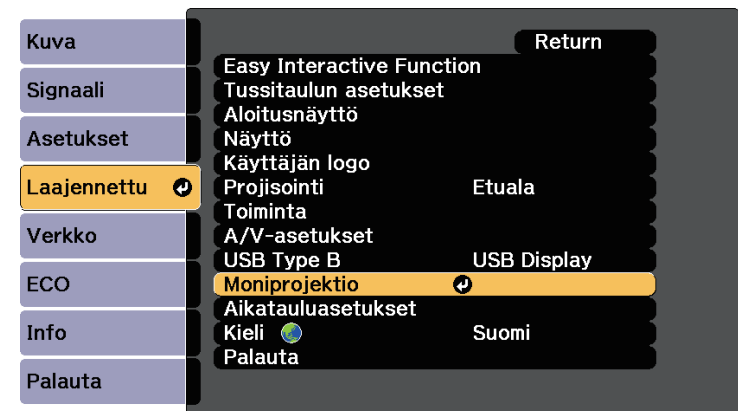 Kuva
Signaali
Asetukset
Laajennettu
Verkko
ECO
Info
Palauta
Return
Easy Interactive Function
Tussitaulun asetukset
Aloitusnäyttö
Näyttö
Käyttäjän logo
Projisointi Etuala
Toiminta
A/V-asetukset
USB Type B USB Display
Moniprojektio
Aikatauluasetukset
Kieli Suomi
Palauta